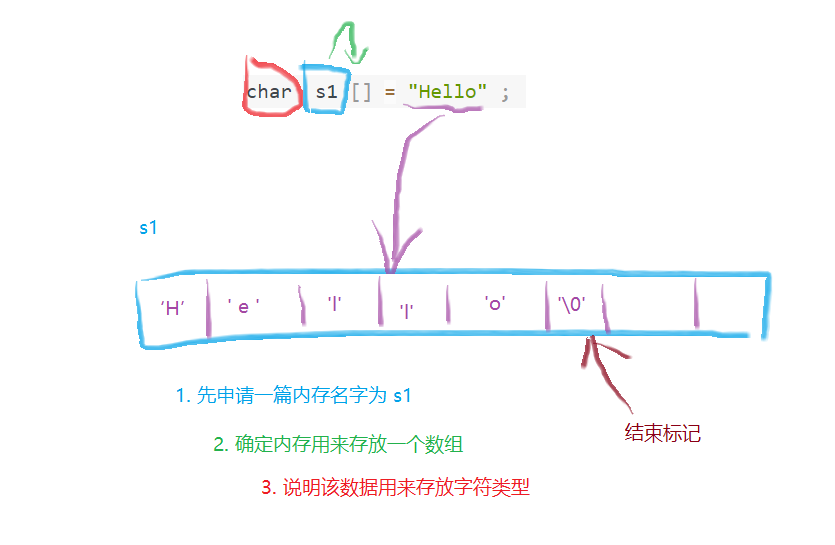 char s1 [] = "Hello" ;
s1
'H' ' e ' 'l' 'l' 'o' '\0'
1. 先申请一篇内存名字为 s1
结束标记
2. 确定内存用来存放一个数组
3. 说明该数据用来存放字符类型